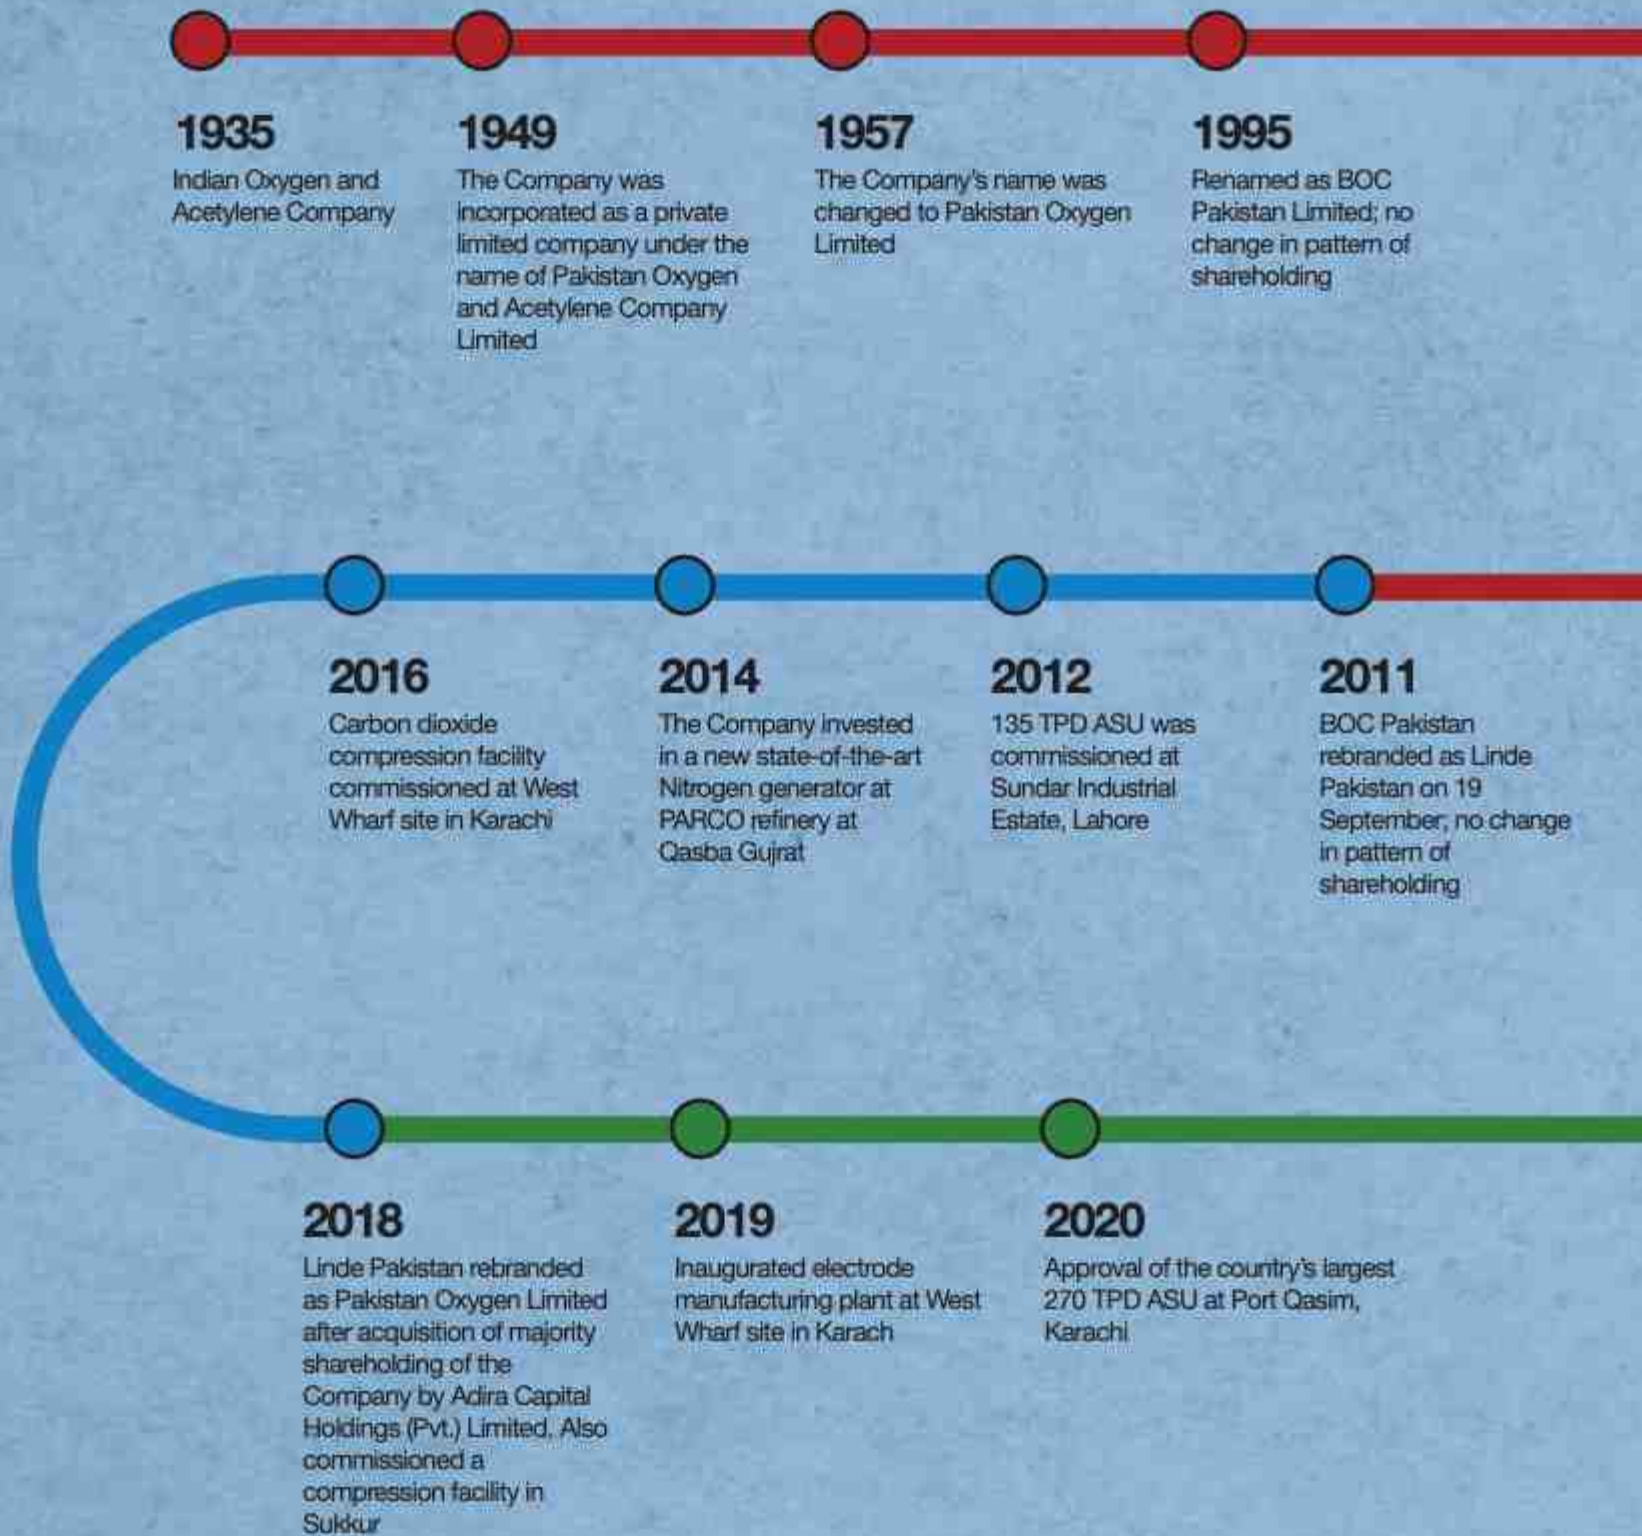 1935
Indian Oxygen and
Acetylene Company
1949
The Company was
incorporated as a private
limited company under the
name of Pakistan Oxygen
and Acetylene Company
Limited
1957
The Company's name was
changed to Pakistan Oxygen
Limited
1995
Renamed as BOC
Pakistan Limited; no
change in pattern of
shareholding
2016
Carbon dioxide
compression facility
commissioned at West
Wharf site in Karachi
2014
The Company invested
in a new state-of-the-art
Nitrogen generator at
PARCO refinery at
Qasba Gujrat
2012
135 TPD ASU was
commissioned at
Sundar Industrial
Estate, Lahore
2011
BOC Pakistan
rebranded as Linde
Pakistan on 19
September; no change
in pattern of
shareholding
2018
Linde Pakistan rebranded
as Pakistan Oxygen Limited
after acquisition of majority
shareholding of the
Company by Adira Capital
Holdings (Pvt.) Limited. Also
commissioned a
compression facility in
Sukkur
2019
Inaugurated electrode
manufacturing plant at West
Wharf site in Karach
2020
Approval of the country's largest
270 TPD ASU at Port Qasim,
Karachi